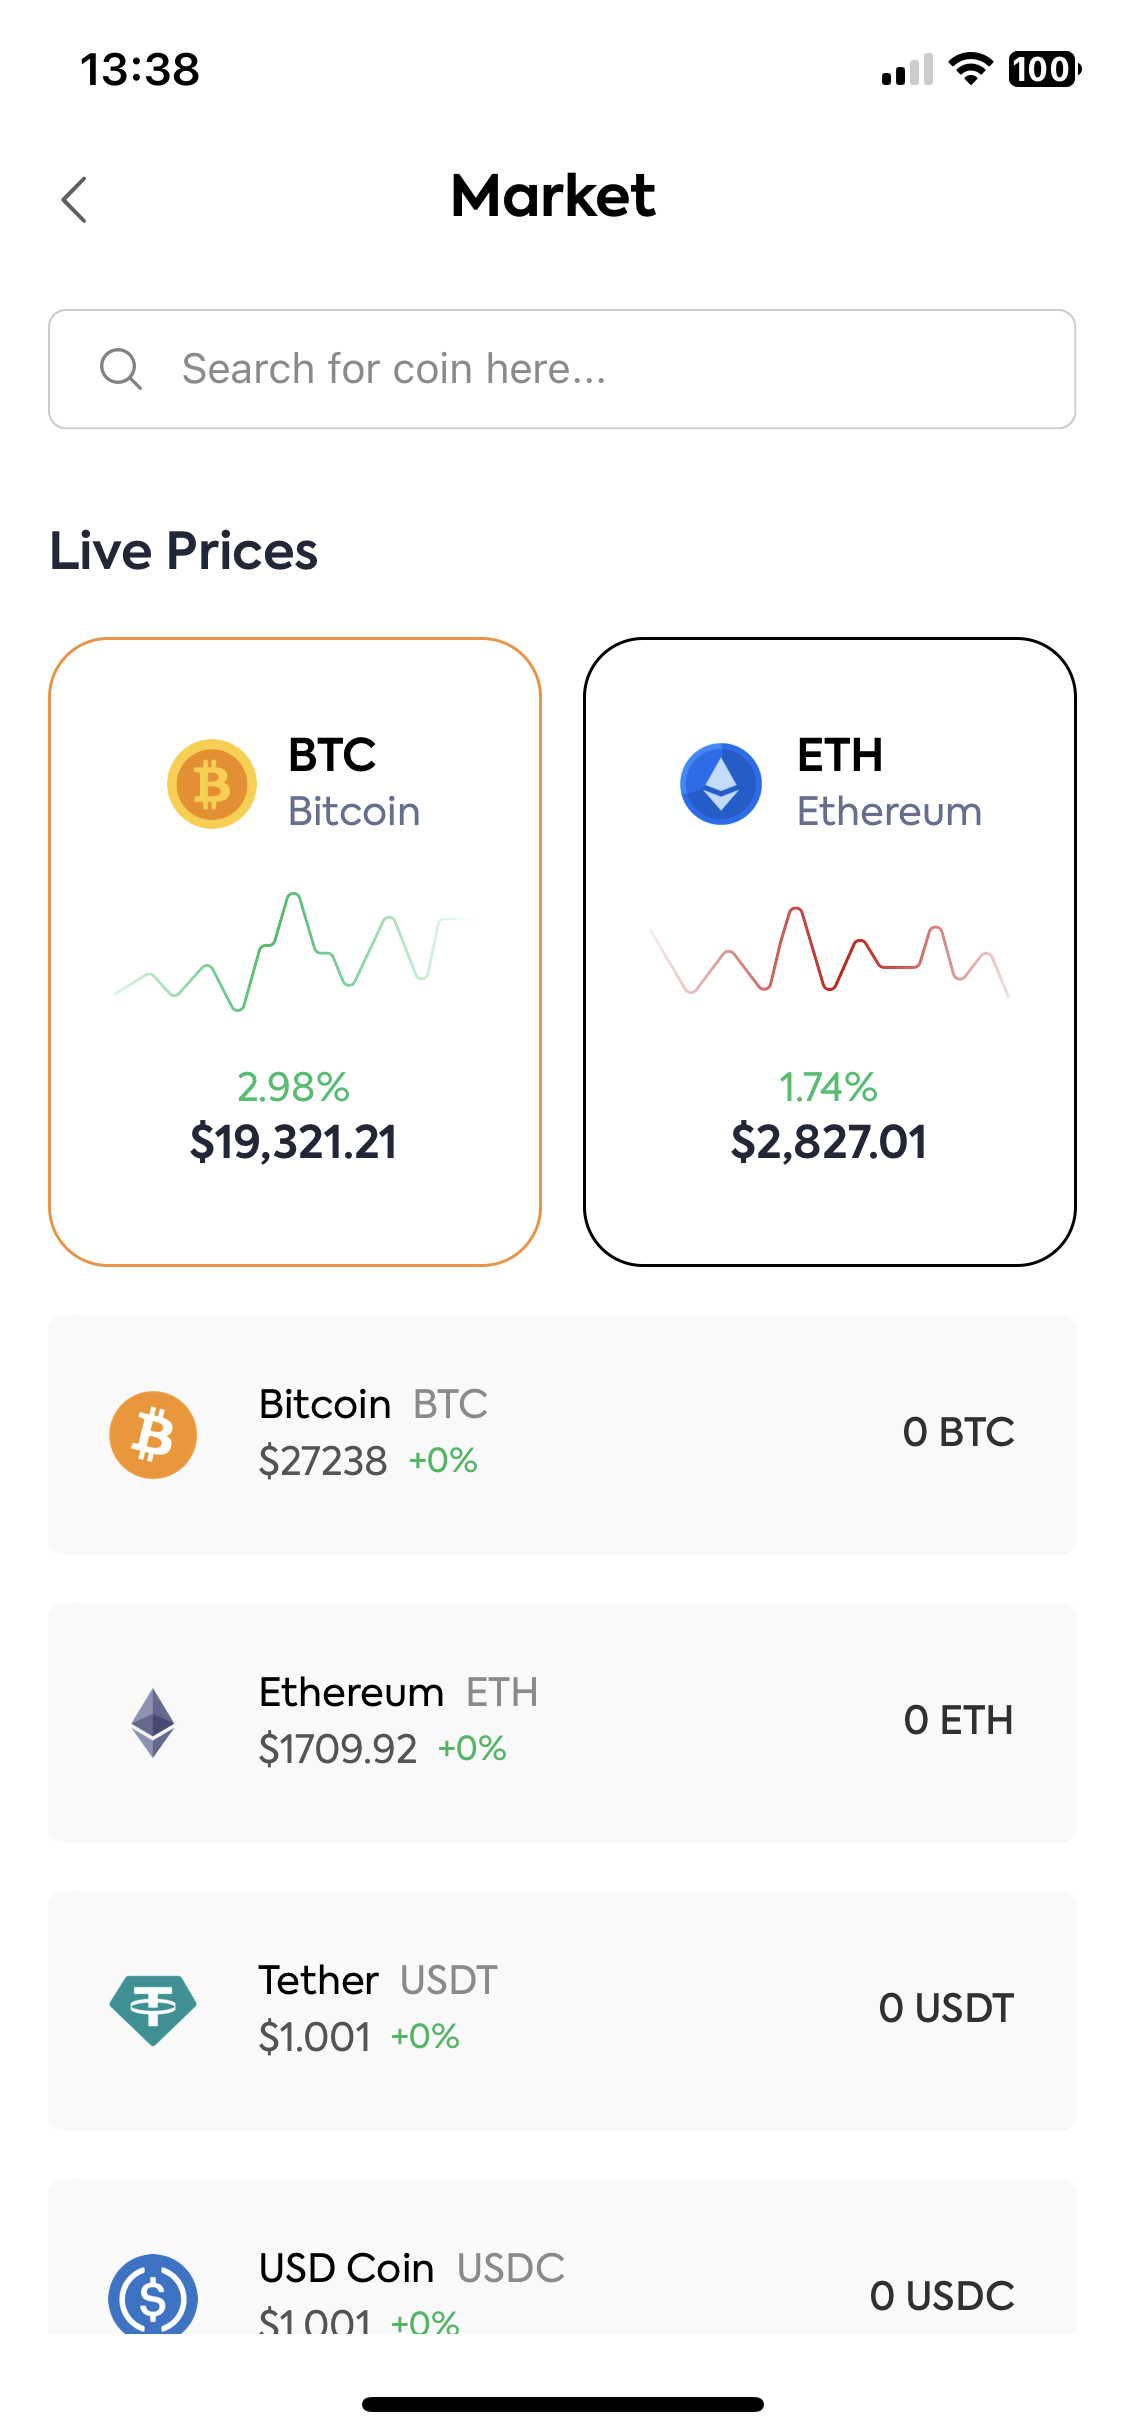 13:38
100
Market
Search for coin here...
Live Prices
BTC
Bitcoin
2.98%
$19,321.21
ETH
Ethereum
1.74%
$2,827.01
Bitcoin BTC
$27238 +0%
0 BTC
Ethereum ETH
$1709.92 +0%
0 ETH
Tether USDT
$1.001 +0%
0 USDT
USD Coin USDC
$1.001 +0%
0 USDC